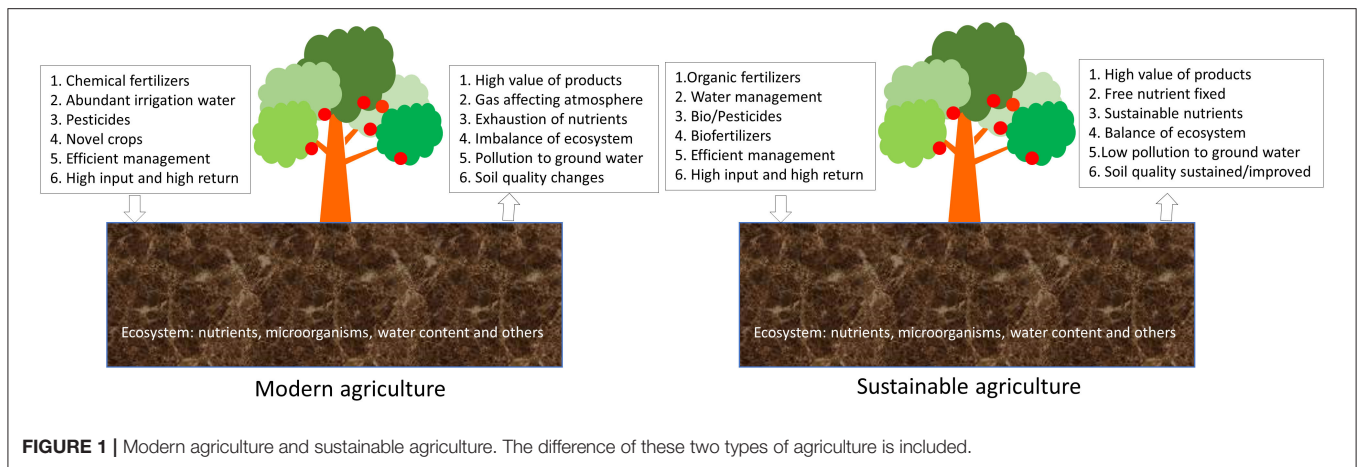 1. Chemical fertilizers
2. Abundant irrigation water
3. Pesticides
4. Novel crops
5. Efficient management
6. High input and high return
1. High value of products
2. Gas affecting atmosphere
3. Exhaustion of nutrients
4. Imbalance of ecosystem
5. Pollution to ground water
6. Soil quality changes
Ecosystem: nutrients, microorganisms, water content and others
Modern agriculture
1.Organic fertilizers
2. Water management
3. Bio/Pesticides
4. Biofertilizers
5. Efficient management
6. High input and high return
1. High value of products
2. Free nutrient fixed
3. Sustainable nutrients
4. Balance of ecosystem
5.Low pollution to ground water
6. Soil quality sustained/improved
Ecosystem: nutrients, microorganisms, water content and others
Sustainable agriculture
FIGURE 1 | Modern agriculture and sustainable agriculture. The difference of these two types of agriculture is included.